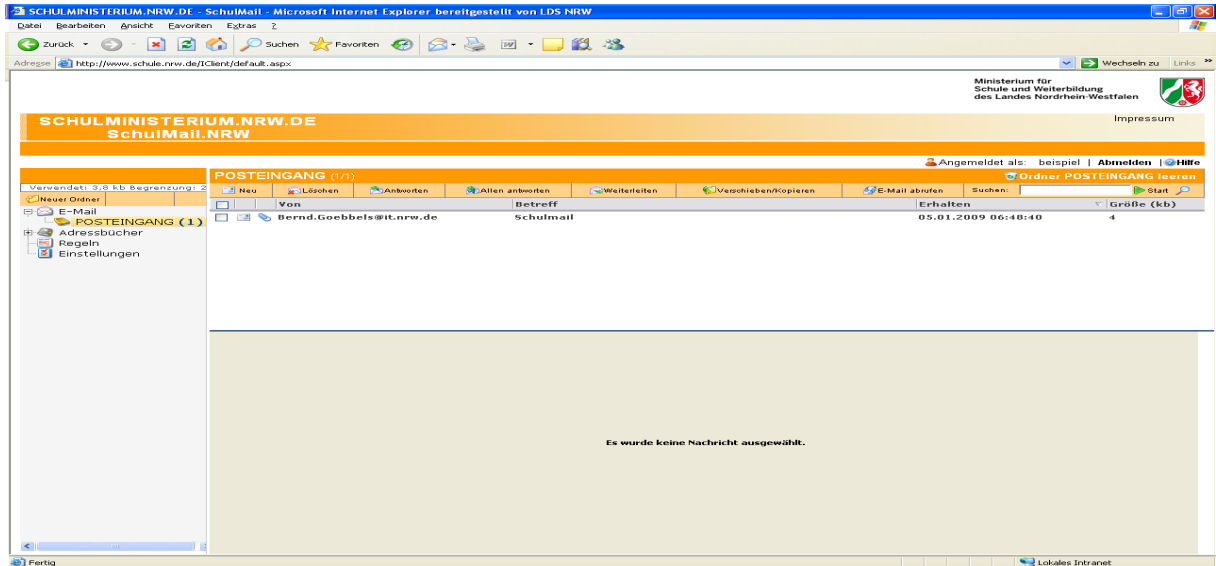 SCHULMINISTERIUM.NRW.DE - SchulMail - Microsoft Internet Explorer bereitgestellt von LDS NRW
Datei Bearbeiten Ansicht Favoriten Extras ?
Zurück Suchen Favoriten
Adresse http://www.schule.nrw.de/IClient/default.aspx Wechseln zu Links »
Ministerium für
Schule und Weiterbildung
des Landes Nordrhein-Westfalen
Impressum
SCHULMINISTERIUM.NRW.DE
SchulMail.NRW
Angemeldet als: beispiel | Abmelden | Hilfe
POSTEINGANG (1/1) Ordner POSTEINGANG leeren
Verwendet: 3,8 kb Begrenzung: 2
Neu Löschen Antworten Allen antworten Weiterleiten Verschieben/Kopieren E-Mail abrufen Suchen: Start
Neuer Ordner
Von Betreff Erhalten Größe (kb)
E-Mail
Bernd.Goebbels@it.nrw.de Schulmail 05.01.2009 06:48:40 4
POSTEINGANG (1)
Adressbücher
Regeln
Einstellungen
Es wurde keine Nachricht ausgewählt.
Fertig Lokales Intranet